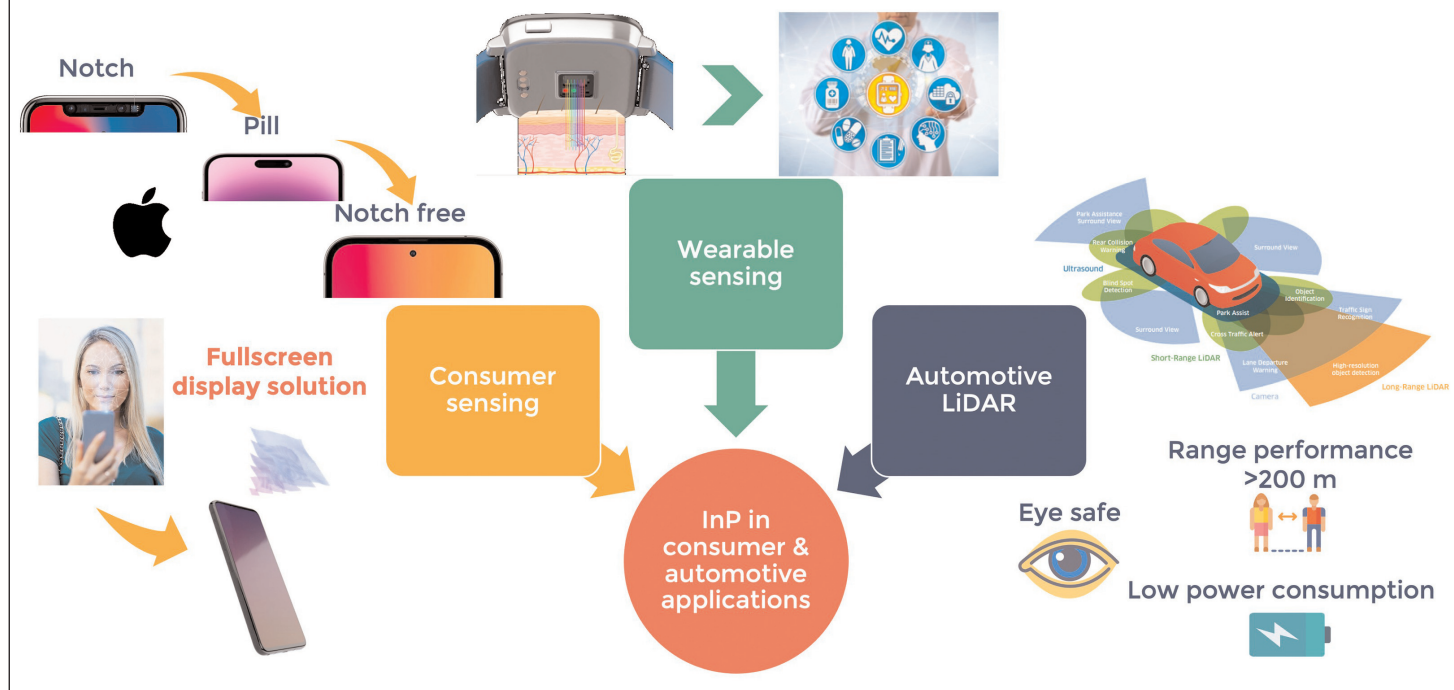 Notch
Pill
Notch free
Fullscreen
display solution
Consumer
sensing
Wearable
sensing
Automotive
LiDAR
InP in
consumer &
automotive
applications
Park Assistance
Surround View
Rear Collision
Warning
Ultrasound
Blind Spot
Detection
Surround View
Surround View
Park Assist
Object
Identification
Traffic Sign
Recognition
Cross Traffic Alert
Short-Range LiDAR
Lane Departure
Warning
High-resolution
object detection
Camera
Long-Range LiDAR
Range performance
>200 m
Eye safe
Low power consumption